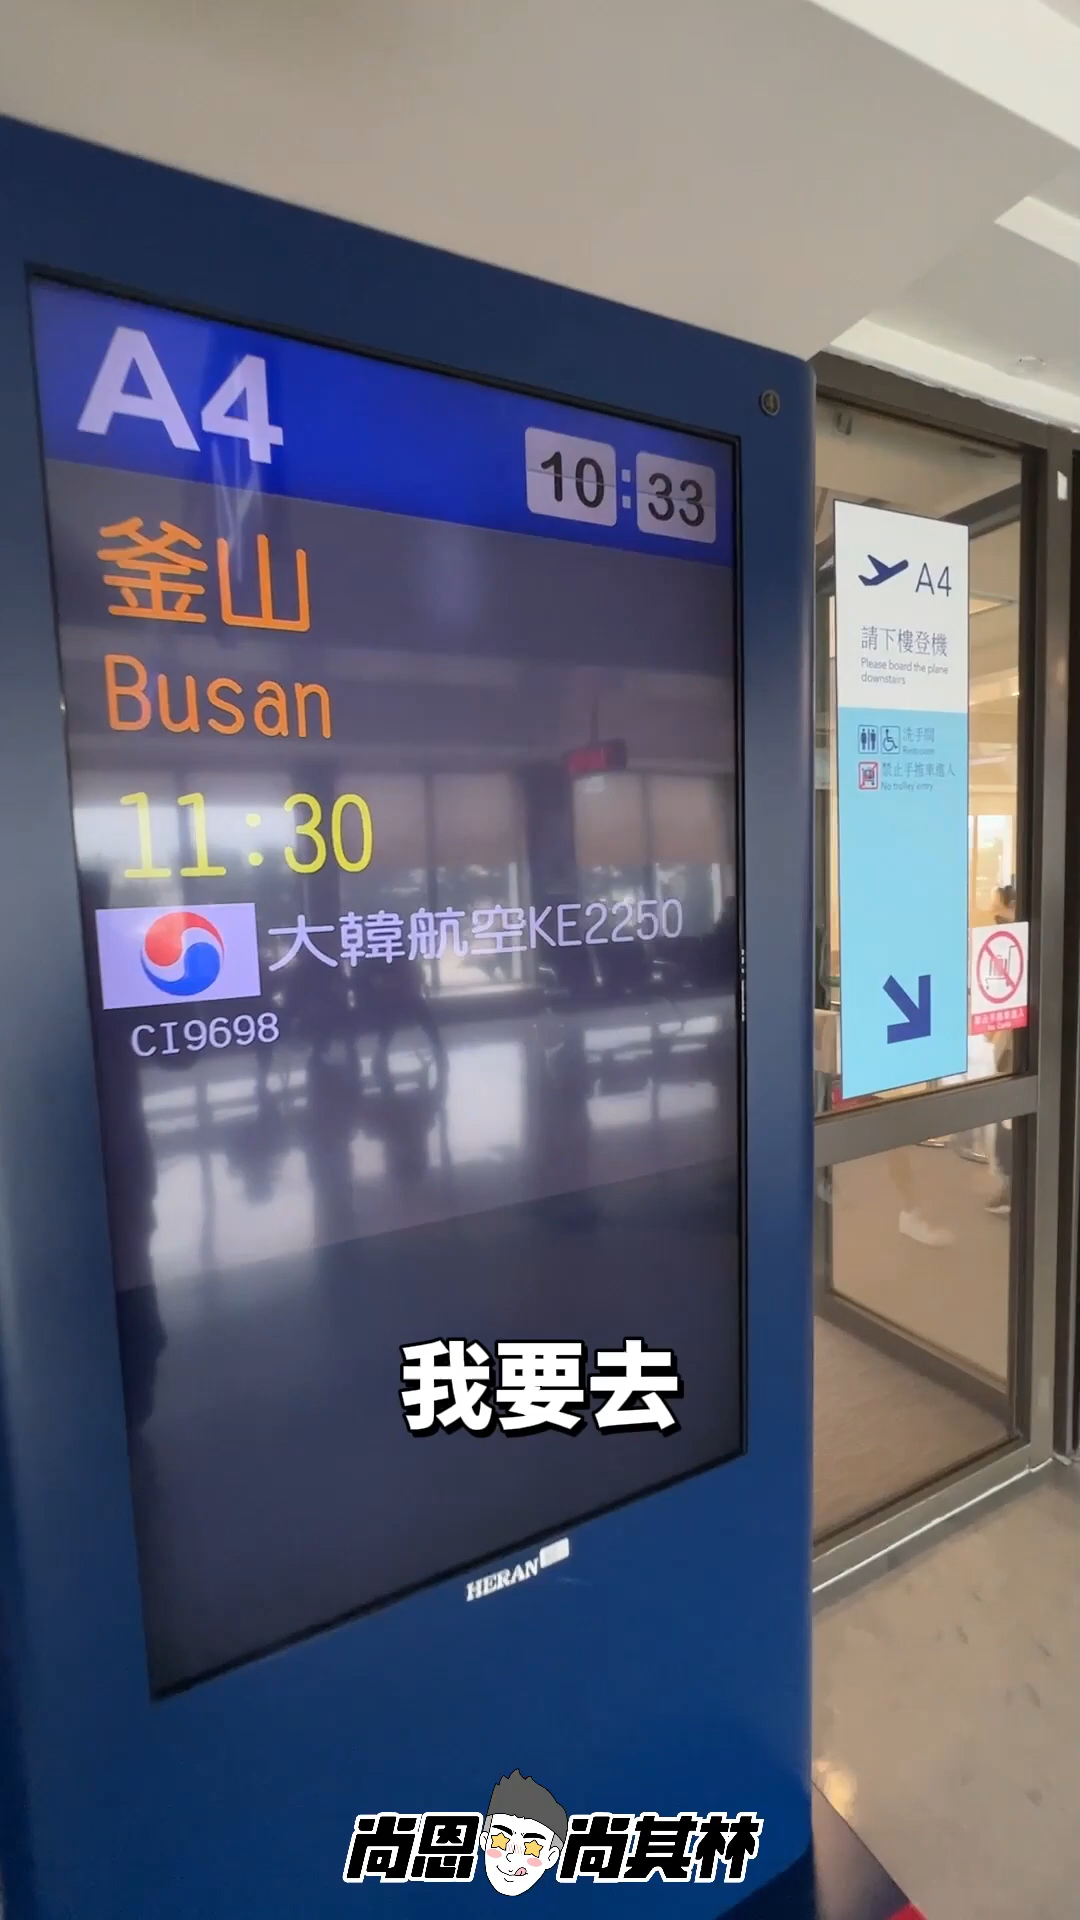 A4
10:33
釜山
Busan
11:30
大韓航空KE2250
CI9698
A4
請下樓登機
Please board the plane
downstairs
洗手間
Restroom
禁止手推車進入
No trolley entry
我要去
HERAN
尚恩 尚其林